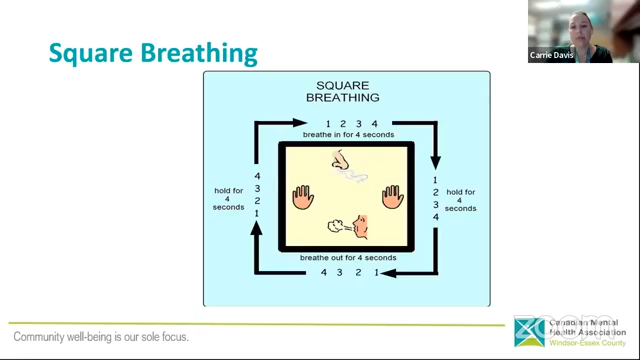 Square Breathing
Carrie Davis
SQUARE
BREATHING
1 2 3 4
breathe in for 4 seconds
4
3
2
1
hold for
4
seconds
1
2
3
4
hold for
4
seconds
breathe out for 4 seconds
4 3 2 1
Community well-being is our sole focus.
Canadian Mental
Health Association
Windsor-Essex County
zoom